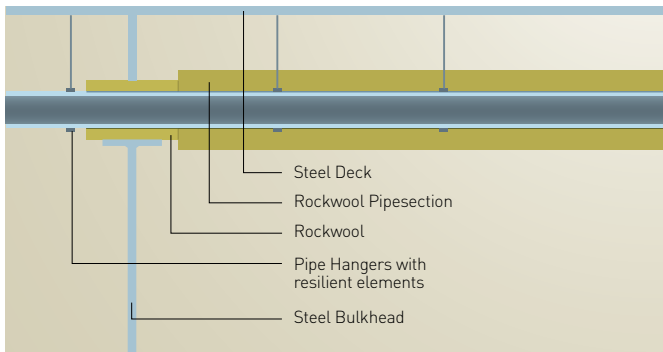 Steel Deck
Rockwool Pipesection
Rockwool
Pipe Hangers with
resilient elements
Steel Bulkhead